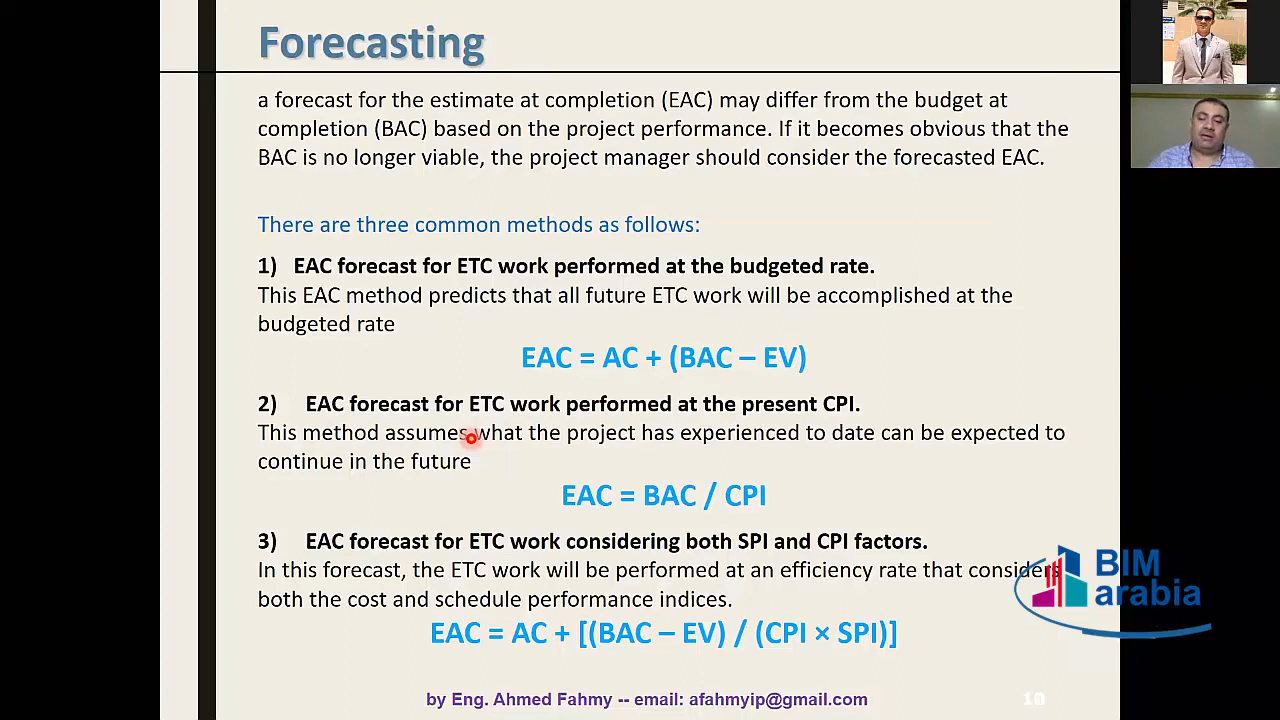 Forecasting
a forecast for the estimate at completion (EAC) may differ from the budget at
completion (BAC) based on the project performance. If it becomes obvious that the
BAC is no longer viable, the project manager should consider the forecasted EAC.
There are three common methods as follows:
1) EAC forecast for ETC work performed at the budgeted rate.
This EAC method predicts that all future ETC work will be accomplished at the
budgeted rate
EAC = AC + (BAC – EV)
2) EAC forecast for ETC work performed at the present CPI.
This method assumes what the project has experienced to date can be expected to
continue in the future
EAC = BAC / CPI
3) EAC forecast for ETC work considering both SPI and CPI factors.
In this forecast, the ETC work will be performed at an efficiency rate that considers
both the cost and schedule performance indices.
EAC = AC + [(BAC – EV) / (CPI × SPI)]
BIM
arabia
by Eng. Ahmed Fahmy -- email: afahmyip@gmail.com
10